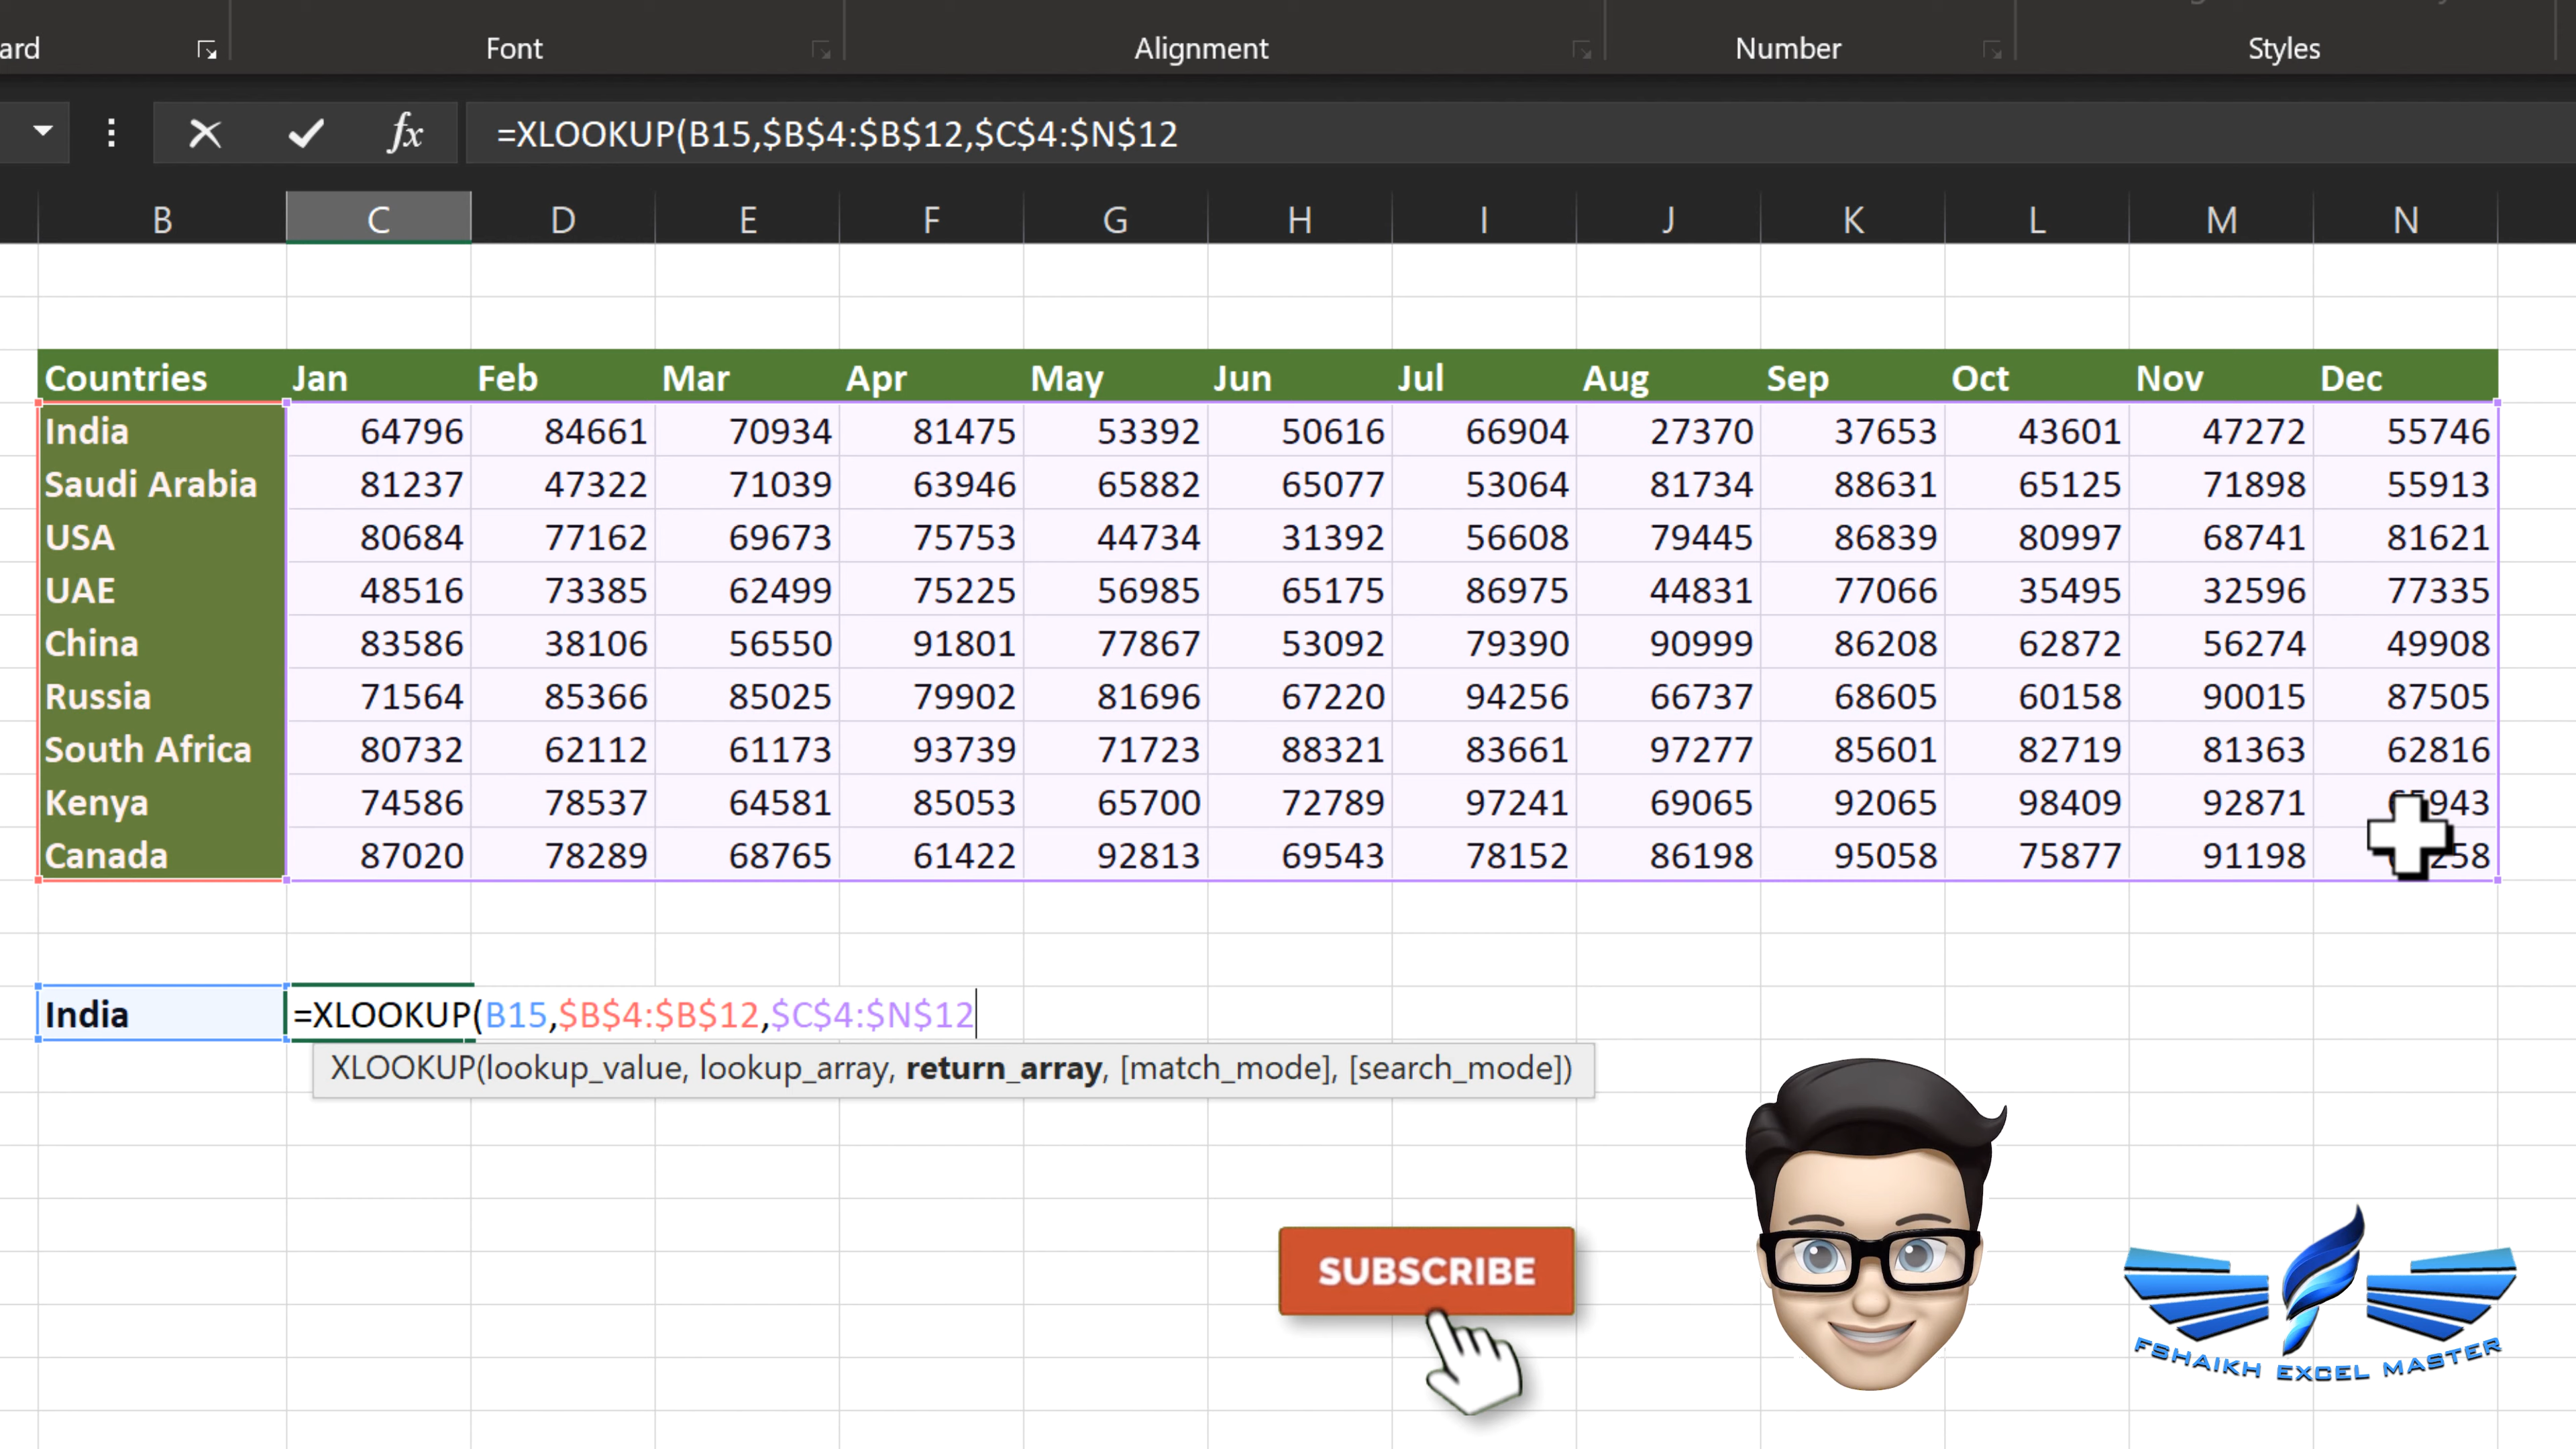 ard Font Alignment Number Styles
fx =XLOOKUP(B15,$B$4:$B$12,$C$4:$N$12
B C D E F G H I J K L M N
Countries Jan Feb Mar Apr May Jun Jul Aug Sep Oct Nov Dec
India 64796 84661 70934 81475 53392 50616 66904 27370 37653 43601 47272 55746
Saudi Arabia 81237 47322 71039 63946 65882 65077 53064 81734 88631 65125 71898 55913
USA 80684 77162 69673 75753 44734 31392 56608 79445 86839 80997 68741 81621
UAE 48516 73385 62499 75225 56985 65175 86975 44831 77066 35495 32596 77335
China 83586 38106 56550 91801 77867 53092 79390 90999 86208 62872 56274 49908
Russia 71564 85366 85025 79902 81696 67220 94256 66737 68605 60158 90015 87505
South Africa 80732 62112 61173 93739 71723 88321 83661 97277 85601 82719 81363 62816
Kenya 74586 78537 64581 85053 65700 72789 97241 69065 92065 98409 92871
Canada 87020 78289 68765 61422 92813 69543 78152 86198 95058 75877 91198
India =XLOOKUP(B15,$B$4:$B$12,$C$4:$N$12
XLOOKUP(lookup_value, lookup_array, return_array, [match_mode], [search_mode])
SUBSCRIBE
FSHAIKH EXCEL MASTER